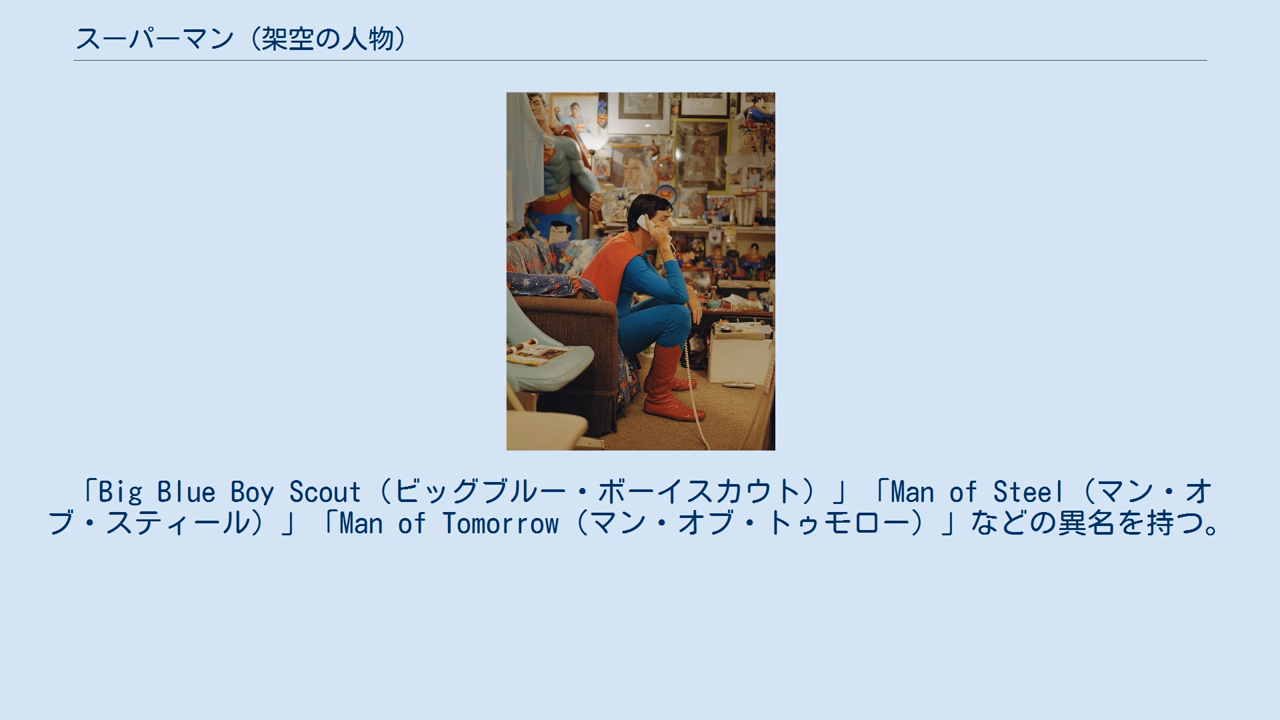 スーパーマン（架空の人物）
「Big Blue Boy Scout（ビッグブルー・ボーイスカウト）」「Man of Steel（マン・オ
ブ・スティール）」「Man of Tomorrow（マン・オブ・トゥモロー）」などの異名を持つ。